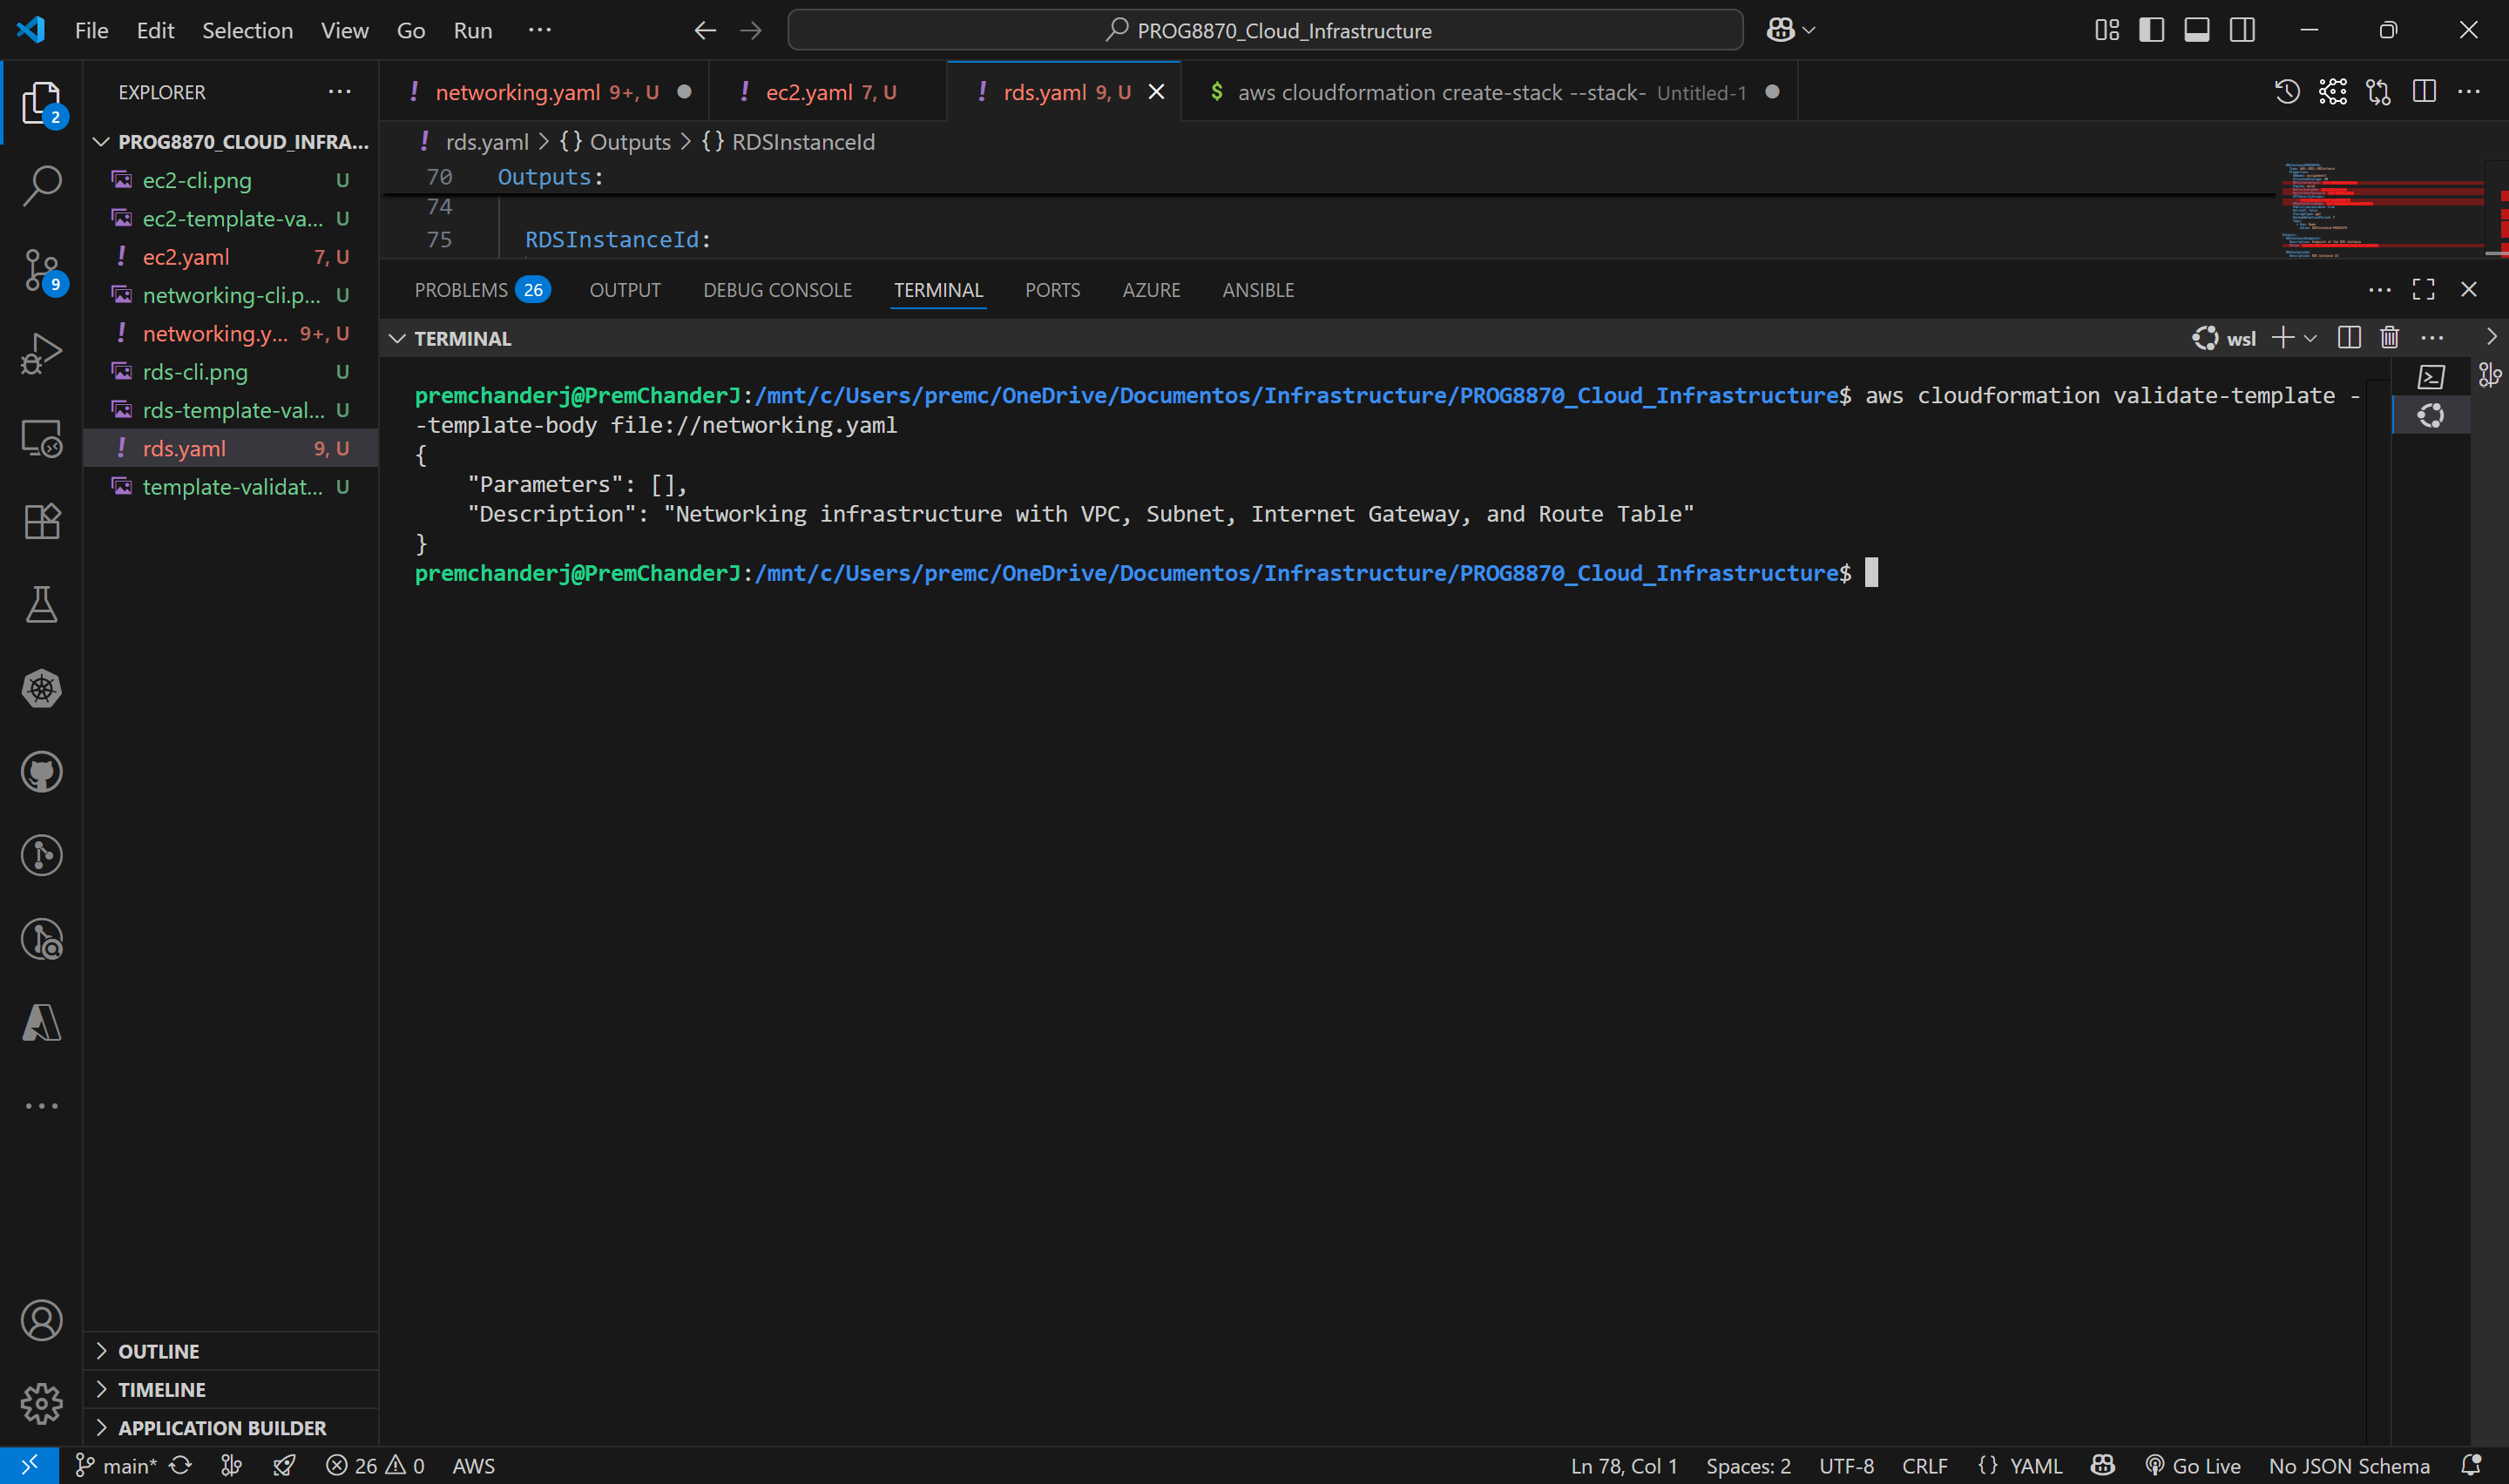 File Edit Selection View Go Run ···
PROG8870_Cloud_Infrastructure
EXPLORER
2
PROG8870_CLOUD_INFRA...
ec2-cli.png U
ec2-template-va... U
ec2.yaml 7, U
networking-cli.p... U
networking.y... 9+, U
rds-cli.png U
rds-template-val... U
rds.yaml 9, U
template-validat... U
9
OUTLINE
TIMELINE
APPLICATION BUILDER
networking.yaml 9+, U
ec2.yaml 7, U
rds.yaml 9, U
$ aws cloudformation create-stack --stack- Untitled-1
rds.yaml > {} Outputs > {} RDSInstanceId
70 Outputs:
74
75 RDSInstanceId:
PROBLEMS 26 OUTPUT DEBUG CONSOLE TERMINAL PORTS AZURE ANSIBLE
TERMINAL
wsl
premchanderj@PremChanderJ:/mnt/c/Users/premc/OneDrive/Documentos/Infrastructure/PROG8870_Cloud_Infrastructure$ aws cloudformation validate-template -
-template-body file://networking.yaml
{
"Parameters": [],
"Description": "Networking infrastructure with VPC, Subnet, Internet Gateway, and Route Table"
}
premchanderj@PremChanderJ:/mnt/c/Users/premc/OneDrive/Documentos/Infrastructure/PROG8870_Cloud_Infrastructure$
main* 26 0 AWS
Ln 78, Col 1 Spaces: 2 UTF-8 CRLF {} YAML Go Live No JSON Schema